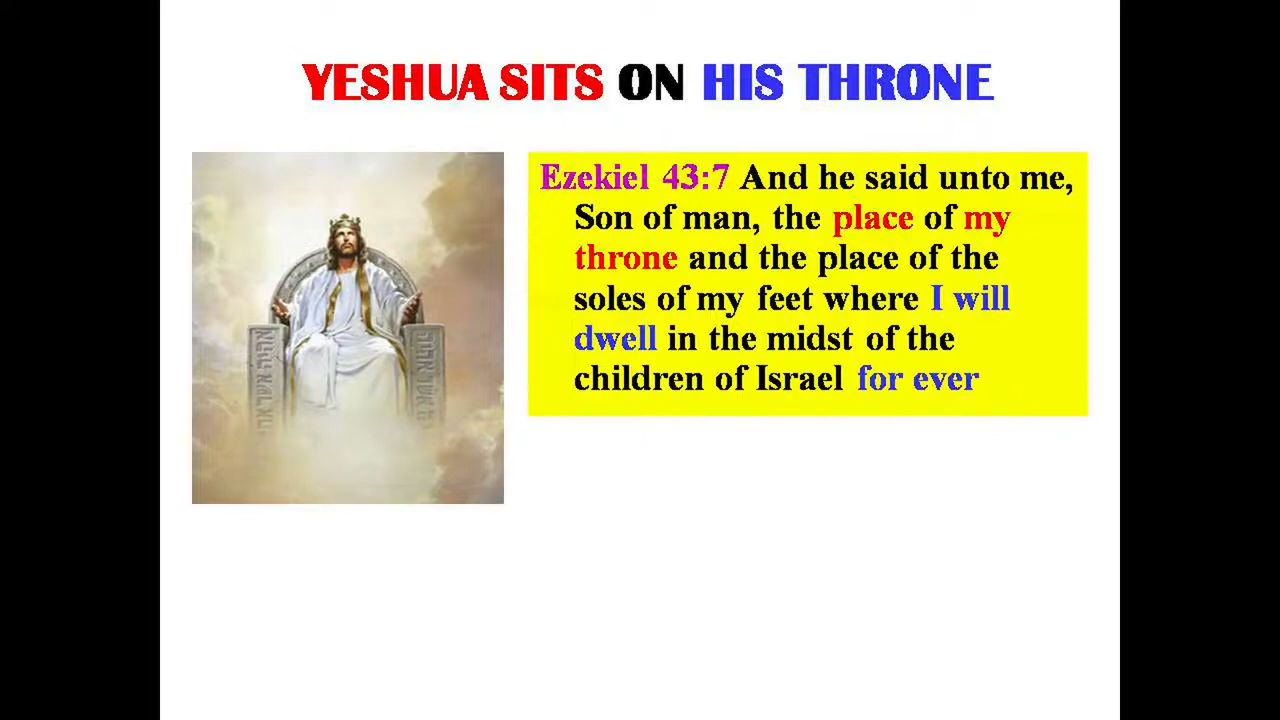 YESHUA SITS ON HIS THRONE
Ezekiel 43:7 And he said unto me,
Son of man, the place of my
throne and the place of the
soles of my feet where I will
dwell in the midst of the
children of Israel for ever